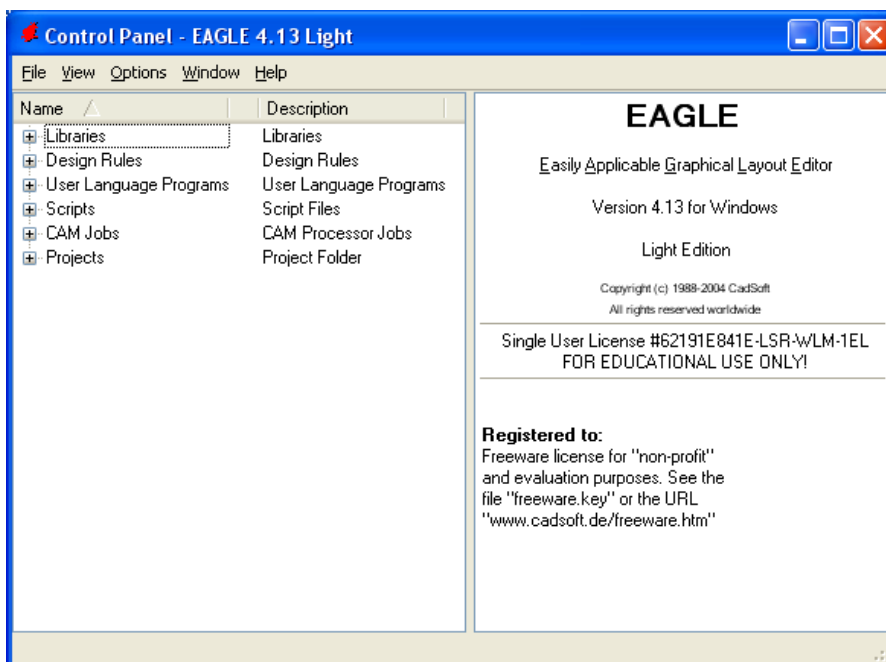 Control Panel - EAGLE 4.13 Light
File View Options Window Help
Name Description
Libraries Libraries
Design Rules Design Rules
User Language Programs User Language Programs
Scripts Script Files
CAM Jobs CAM Processor Jobs
Projects Project Folder
EAGLE
Easily Applicable Graphical Layout Editor
Version 4.13 for Windows
Light Edition
Copyright (c) 1988-2004 CadSoft
All rights reserved worldwide
Single User License #62191E841E-LSR-WLM-1EL
FOR EDUCATIONAL USE ONLY!
Registered to:
Freeware license for "non-profit"
and evaluation purposes. See the
file "freeware.key" or the URL
"www.cadsoft.de/freeware.htm"